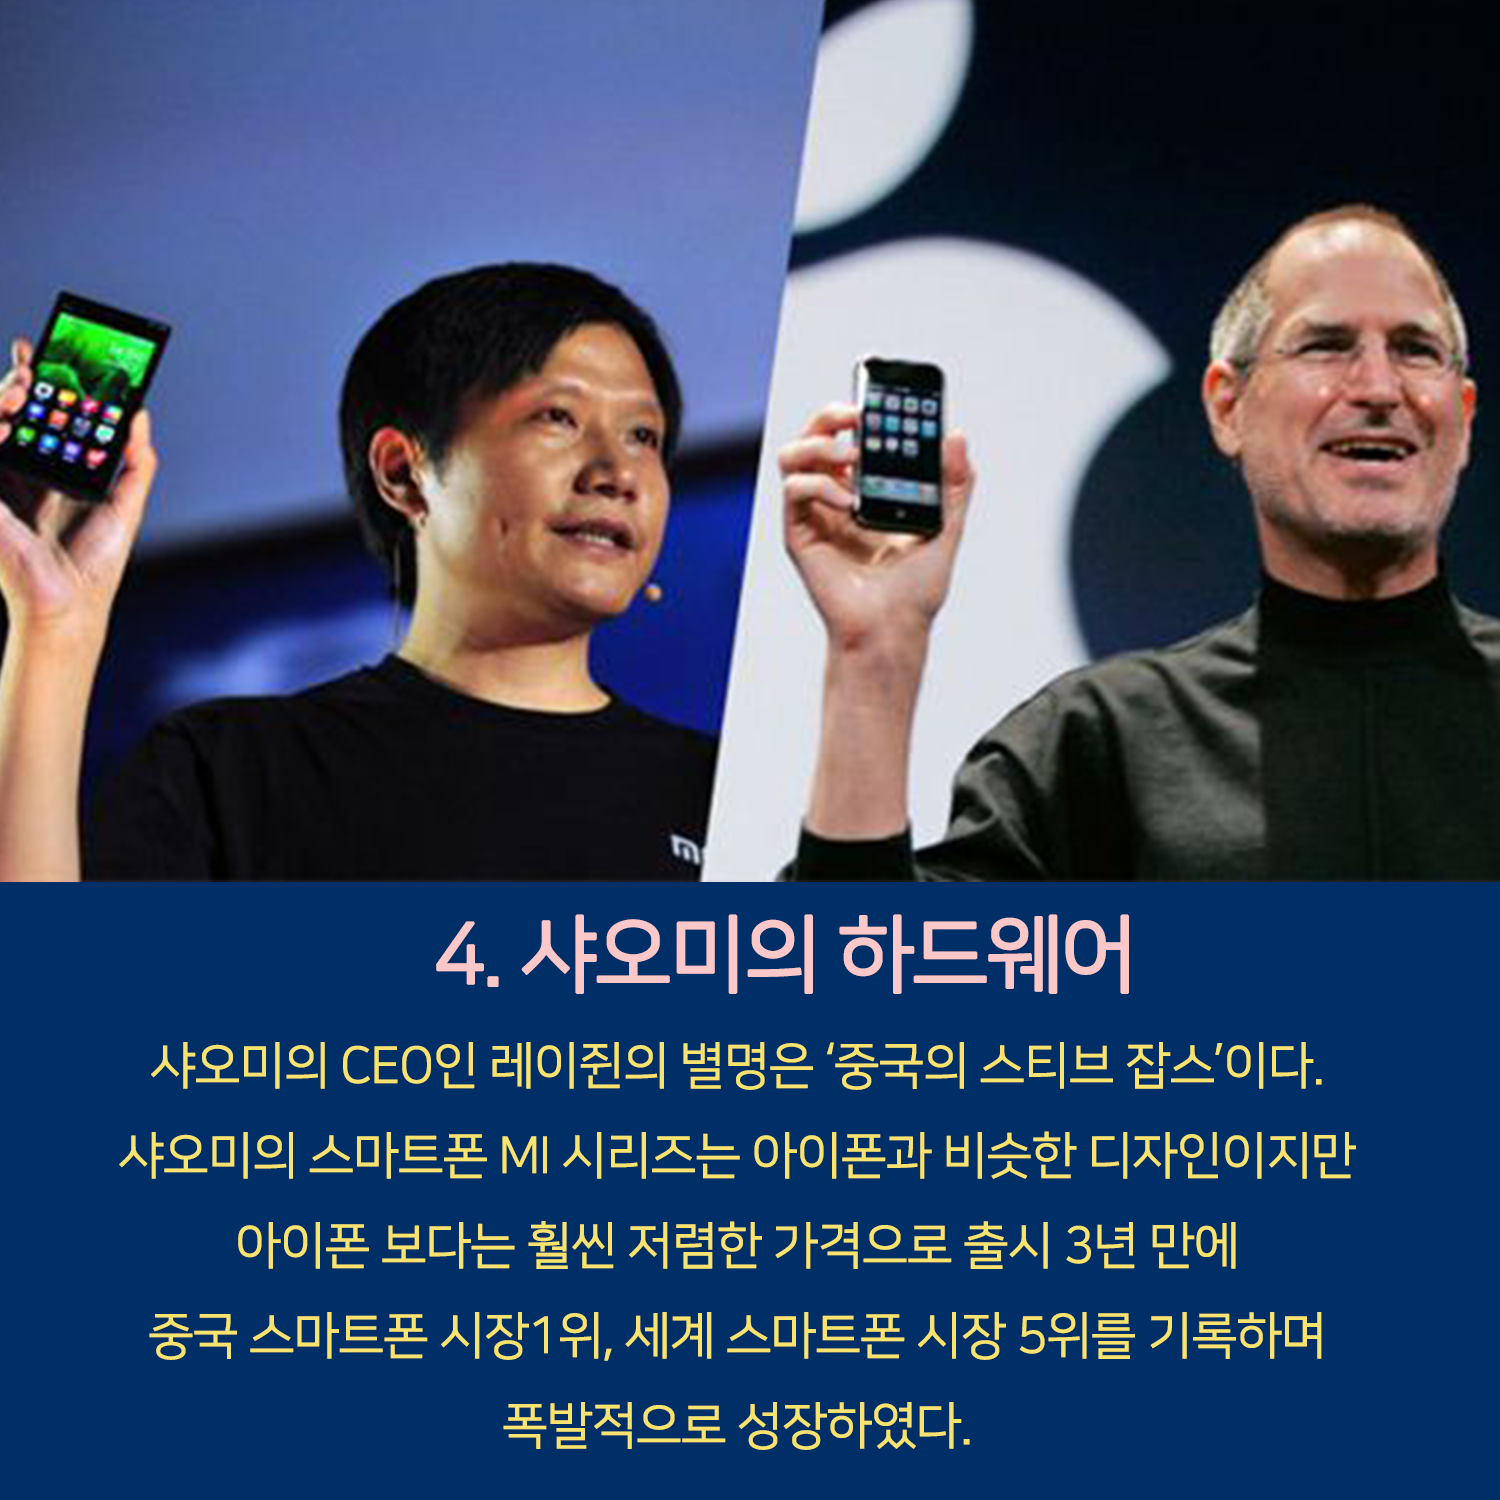 4. 샤오미의 하드웨어
샤오미의 CEO인 레이쥔의 별명은 ‘중국의 스티브 잡스’이다.
샤오미의 스마트폰 MI 시리즈는 아이폰과 비슷한 디자인이지만
아이폰 보다는 훨씬 저렴한 가격으로 출시 3년 만에
중국 스마트폰 시장1위, 세계 스마트폰 시장 5위를 기록하며
폭발적으로 성장하였다.